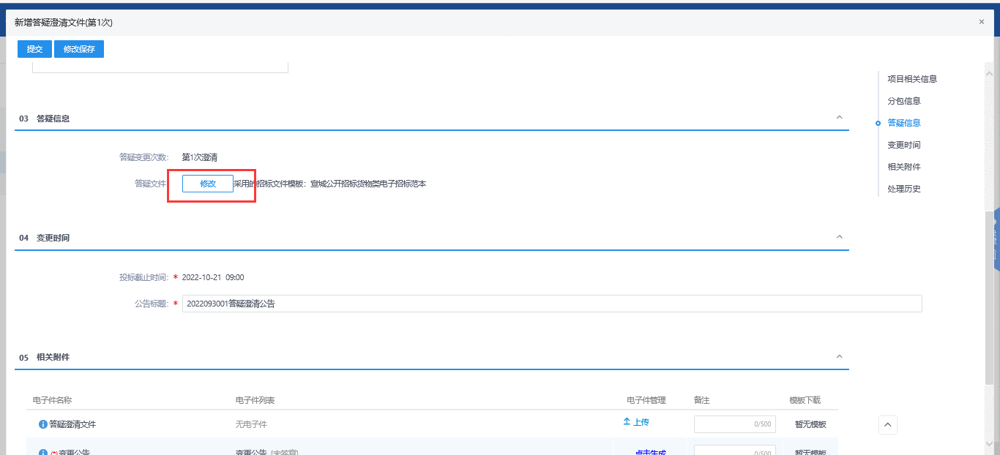 新增答疑澄清文件(第1次)
×
提交 修改保存
项目相关信息
分包信息
答疑信息
变更时间
相关附件
处理历史
03 答疑信息
答疑变更次数: 第1次澄清
答疑文件 修改 采用的招标文件模板：宣城公开招标货物类电子招标范本
04 变更时间
投标截止时间: * 2022-10-21 09:00
公告标题: * 2022093001答疑澄清公告
05 相关附件
电子件名称 电子件列表 电子件管理 备注 模板下载
答疑澄清文件 无电子件 上传 0/500 暂无模板
(*)变更公告 变更公告 [未签章] 点击生成 0/500 暂无模板